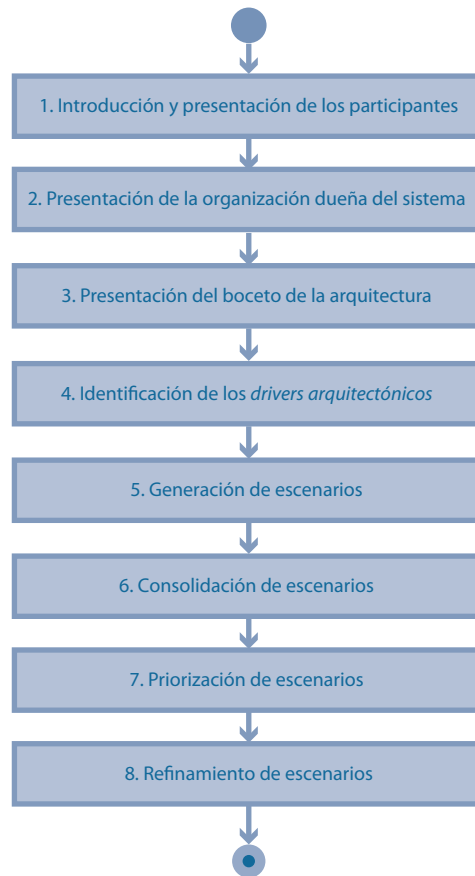 1. Introducción y presentación de los participantes
2. Presentación de la organización dueña del sistema
3. Presentación del boceto de la arquitectura
4. Identificación de los drivers arquitectónicos
5. Generación de escenarios
6. Consolidación de escenarios
7. Priorización de escenarios
8. Refinamiento de escenarios